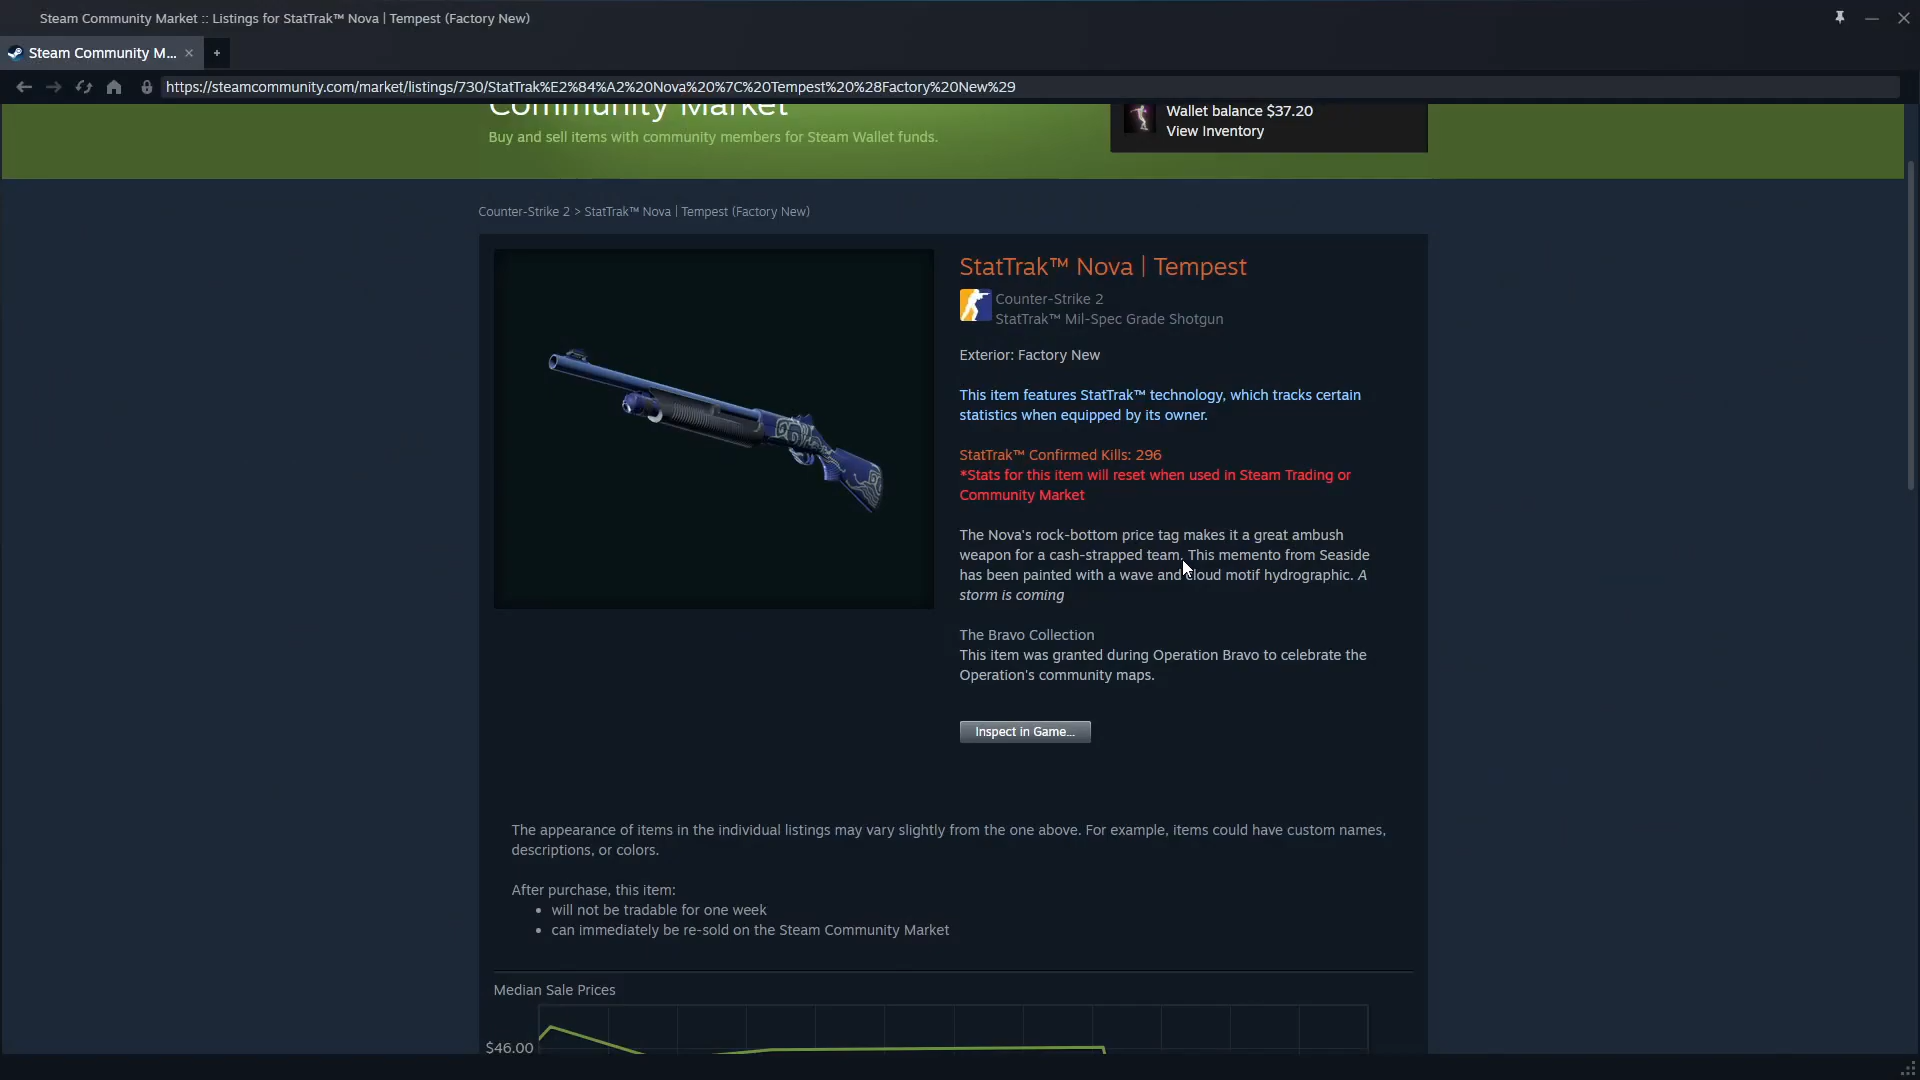 Steam Community Market :: Listings for StatTrak™ Nova | Tempest (Factory New)
Steam Community M...
https://steamcommunity.com/market/listings/730/StatTrak%E2%84%A2%20Nova%20%7C%20Tempest%20%28Factory%20New%29
Community Market
Buy and sell items with community members for Steam Wallet funds.
Wallet balance $37.20
View Inventory
Counter-Strike 2 > StatTrak™ Nova | Tempest (Factory New)
StatTrak™ Nova | Tempest
Counter-Strike 2
StatTrak™ Mil-Spec Grade Shotgun
Exterior: Factory New
This item features StatTrak™ technology, which tracks certain
statistics when equipped by its owner.
StatTrak™ Confirmed Kills: 296
*Stats for this item will reset when used in Steam Trading or
Community Market
The Nova's rock-bottom price tag makes it a great ambush
weapon for a cash-strapped team. This memento from Seaside
has been painted with a wave and cloud motif hydrographic. A
storm is coming
The Bravo Collection
This item was granted during Operation Bravo to celebrate the
Operation's community maps.
Inspect in Game...
The appearance of items in the individual listings may vary slightly from the one above. For example, items could have custom names,
descriptions, or colors.
After purchase, this item:
• will not be tradable for one week
• can immediately be re-sold on the Steam Community Market
Median Sale Prices
$46.00